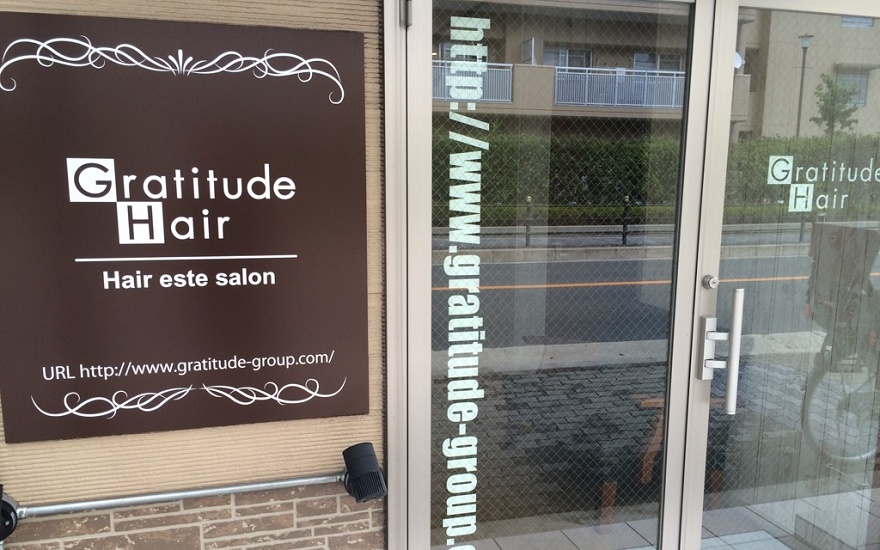 Gratitude
Hair
Hair este salon
URL http://www.gratitude-group.com/
http://www.gratitude-group.
Gratitude
Hair